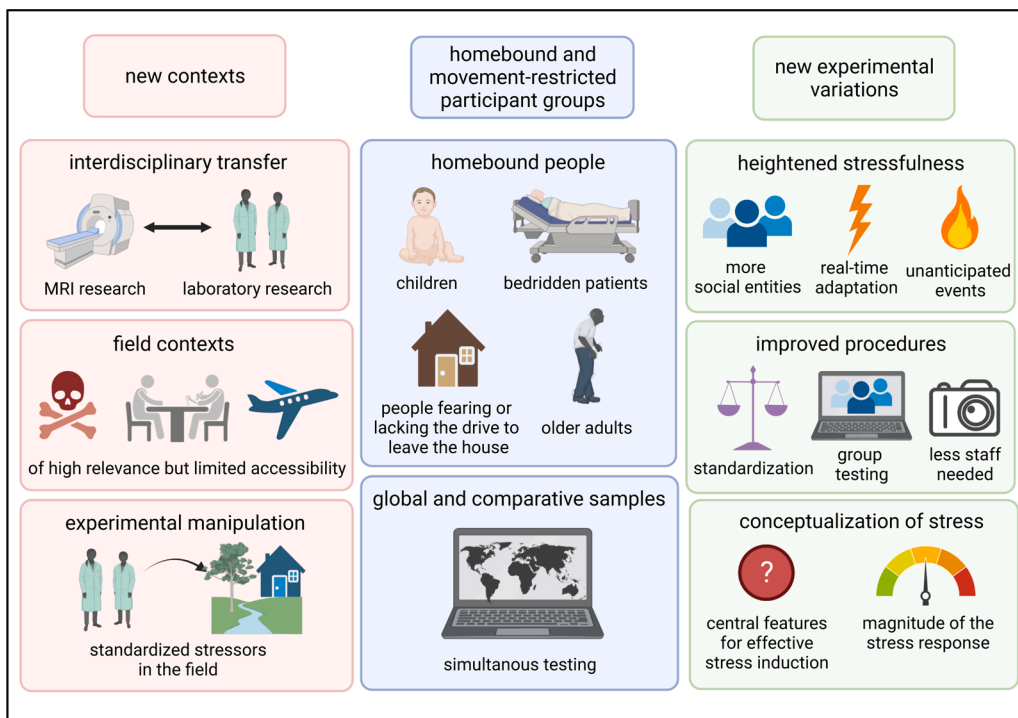 new contexts
interdisciplinary transfer
MRI research
laboratory research
field contexts
of high relevance but limited accessibility
experimental manipulation
standardized stressors
in the field
homebound and
movement-restricted
participant groups
homebound people
children
bedridden patients
people fearing or
lacking the drive to
leave the house
older adults
global and comparative samples
simultanous testing
new experimental
variations
heightened stressfulness
more
social entities
real-time
adaptation
unanticipated
events
improved procedures
standardization
group
testing
less staff
needed
conceptualization of stress
?
central features
for effective
stress induction
magnitude of the
stress response